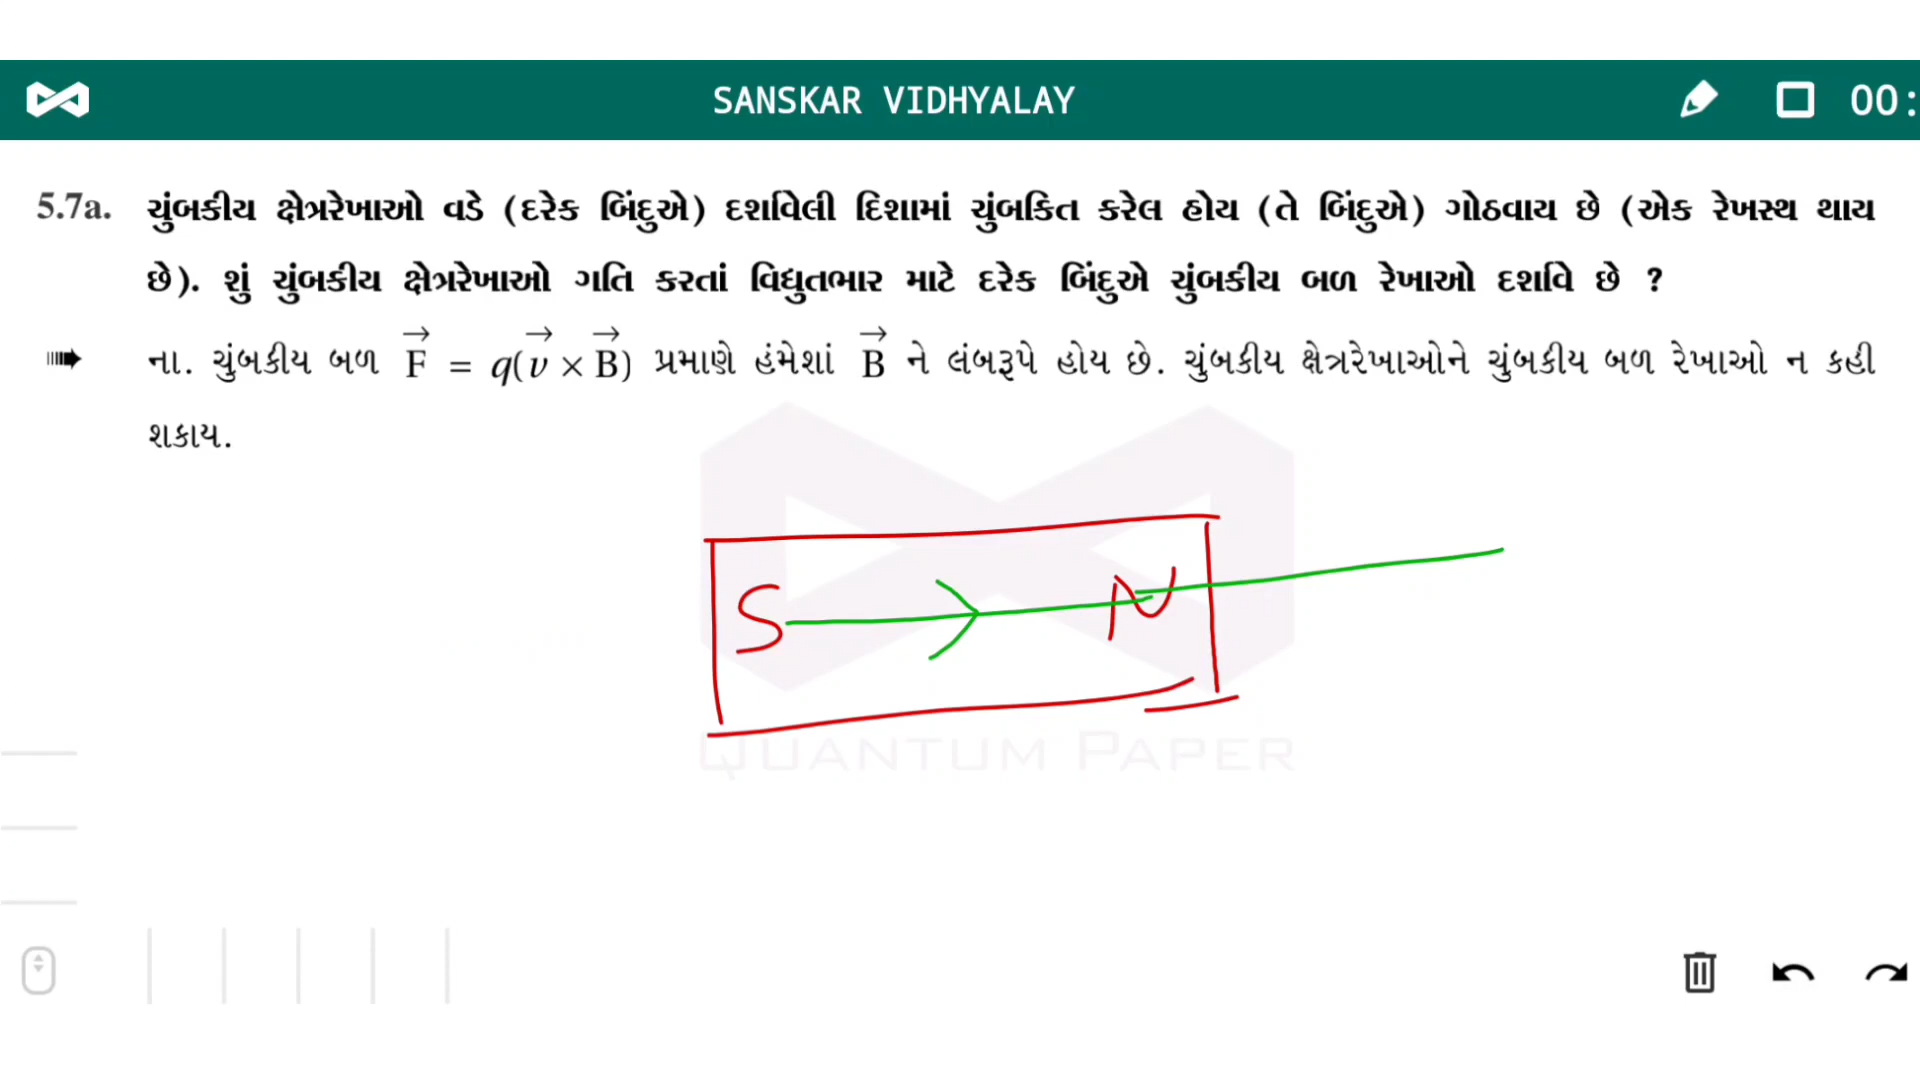 SANSKAR VIDHYALAY
00:
5.7a. ચુંબકીય ક્ષેત્રરેખાઓ વડે (દરેક બિંદુએ) દર્શાવેલી દિશામાં ચુંબકિત કરેલ હોય (તે બિંદુએ) ગોઠવાય છે (એક રેખસ્થ થાય
છે). શું ચુંબકીય ક્ષેત્રરેખાઓ ગતિ કરતાં વિદ્યુતભાર માટે દરેક બિંદુએ ચુંબકીય બળ રેખાઓ દર્શાવે છે ?
ના. ચુંબકીય બળ F⃗ = q(v⃗ × B⃗) પ્રમાણે હંમેશાં B⃗ ને લંબરૂપે હોય છે. ચુંબકીય ક્ષેત્રરેખાઓને ચુંબકીય બળ રેખાઓ ન કહી
શકાય.
S N
QUANTUM PAPER